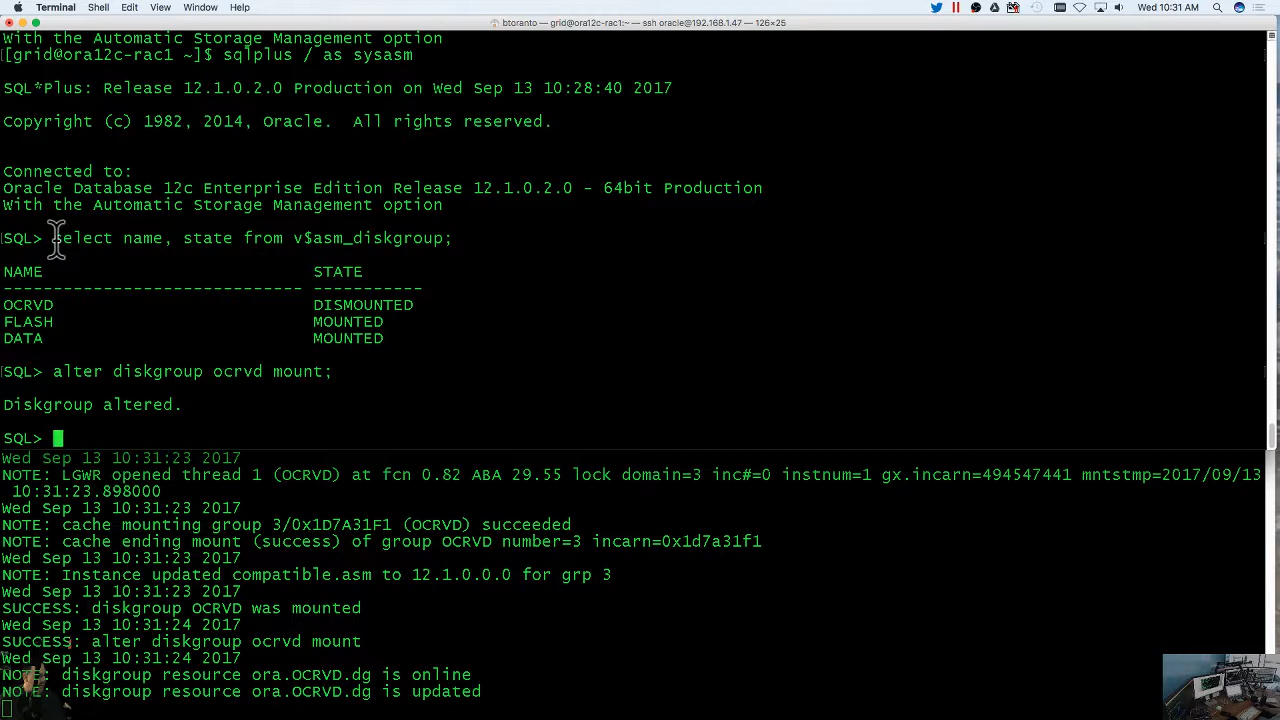 Terminal Shell Edit View Window Help Wed Sep 13 10:31 AM
btoranto — grid@ora12c-rac1:~ — ssh oracle@192.168.1.47 — 126×25
With the Automatic Storage Management option
[[grid@ora12c-rac1 ~]$ sqlplus / as sysasm
SQL*Plus: Release 12.1.0.2.0 Production on Wed Sep 13 10:28:40 2017
Copyright (c) 1982, 2014, Oracle.  All rights reserved.
Connected to:
Oracle Database 12c Enterprise Edition Release 12.1.0.2.0 - 64bit Production
With the Automatic Storage Management option
[SQL> select name, state from v$asm_diskgroup;
NAME STATE
------------------------------ -----------
OCRVD DISMOUNTED
FLASH MOUNTED
DATA MOUNTED
[SQL> alter diskgroup ocrvd mount;
Diskgroup altered.
SQL>
Wed Sep 13 10:31:23 2017
NOTE: LGWR opened thread 1 (OCRVD) at fcn 0.82 ABA 29.55 lock domain=3 inc#=0 instnum=1 gx.incarn=494547441 mntstmp=2017/09/13
10:31:23.898000
Wed Sep 13 10:31:23 2017
NOTE: cache mounting group 3/0x1D7A31F1 (OCRVD) succeeded
NOTE: cache ending mount (success) of group OCRVD number=3 incarn=0x1d7a31f1
Wed Sep 13 10:31:23 2017
NOTE: Instance updated compatible.asm to 12.1.0.0.0 for grp 3
Wed Sep 13 10:31:23 2017
SUCCESS: diskgroup OCRVD was mounted
Wed Sep 13 10:31:24 2017
SUCCESS: alter diskgroup ocrvd mount
Wed Sep 13 10:31:24 2017
NOTE: diskgroup resource ora.OCRVD.dg is online
NOTE: diskgroup resource ora.OCRVD.dg is updated